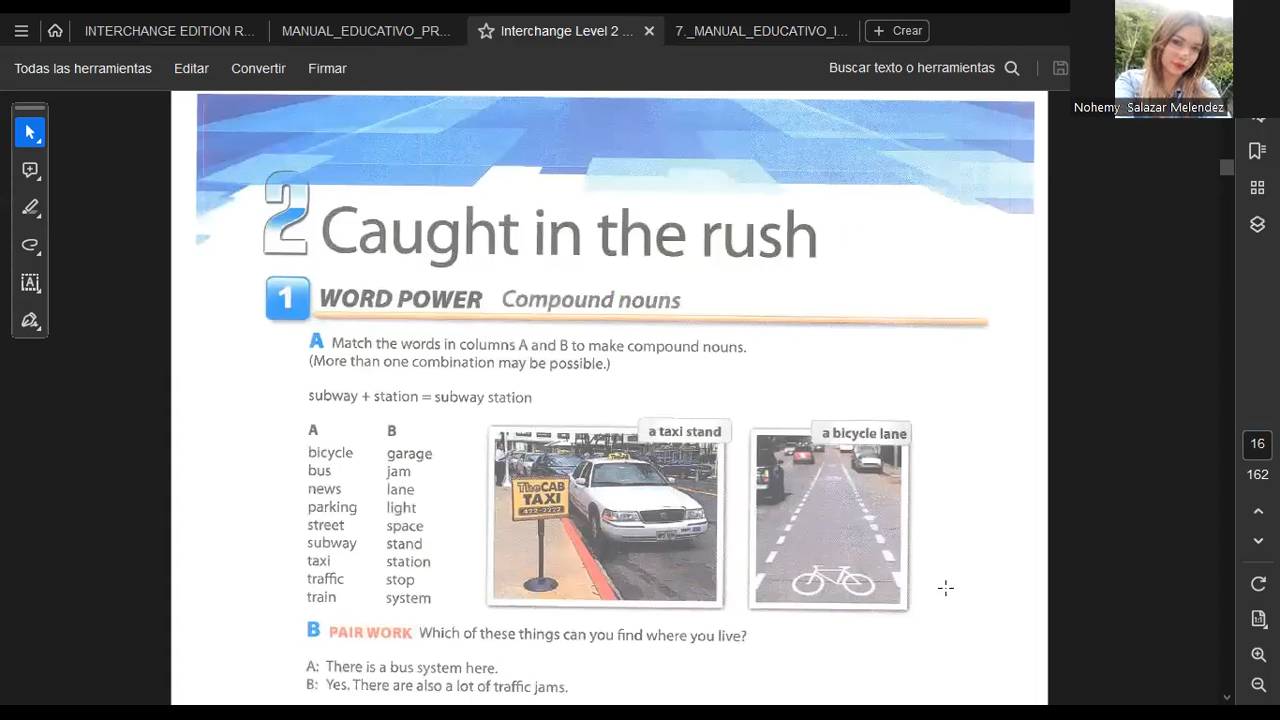 INTERCHANGE EDITION R...
MANUAL_EDUCATIVO_PR...
Interchange Level 2 ...
7._MANUAL_EDUCATIVO_I...
+ Crear
Todas las herramientas
Editar
Convertir
Firmar
Buscar texto o herramientas
Nohemy Salazar Melendez
2 Caught in the rush
1 WORD POWER Compound nouns
A Match the words in columns A and B to make compound nouns.
(More than one combination may be possible.)
subway + station = subway station
A B
bicycle garage
bus jam
news lane
parking light
street space
subway stand
taxi station
traffic stop
train system
a taxi stand
TheCAB
TAXI
422-2222
a bicycle lane
B PAIR WORK Which of these things can you find where you live?
A: There is a bus system here.
B: Yes. There are also a lot of traffic jams.
16
162